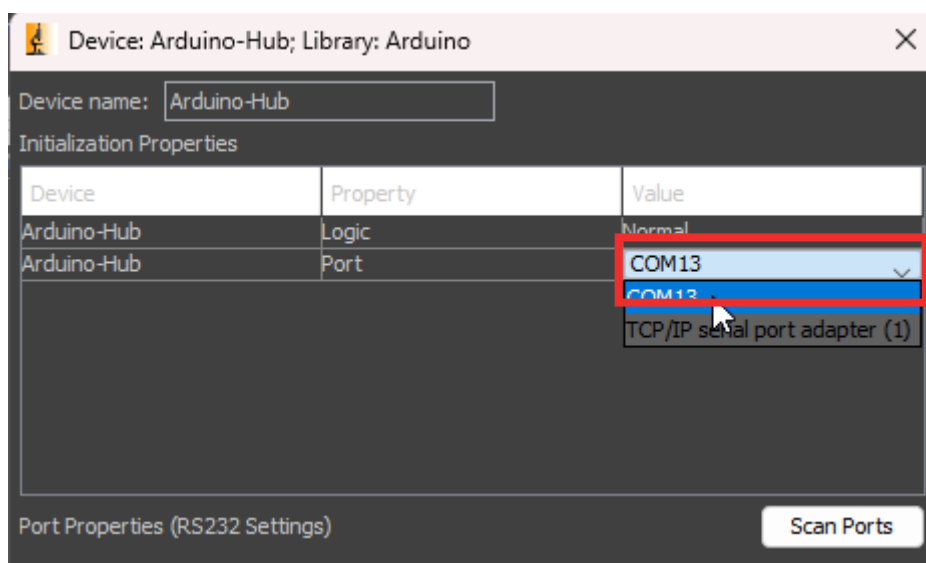 Device: Arduino-Hub; Library: Arduino
Device name: Arduino-Hub
Initialization Properties
Device Property Value
Arduino-Hub Logic Normal
Arduino-Hub Port COM13
COM13
TCP/IP serial port adapter (1)
Port Properties (RS232 Settings) Scan Ports